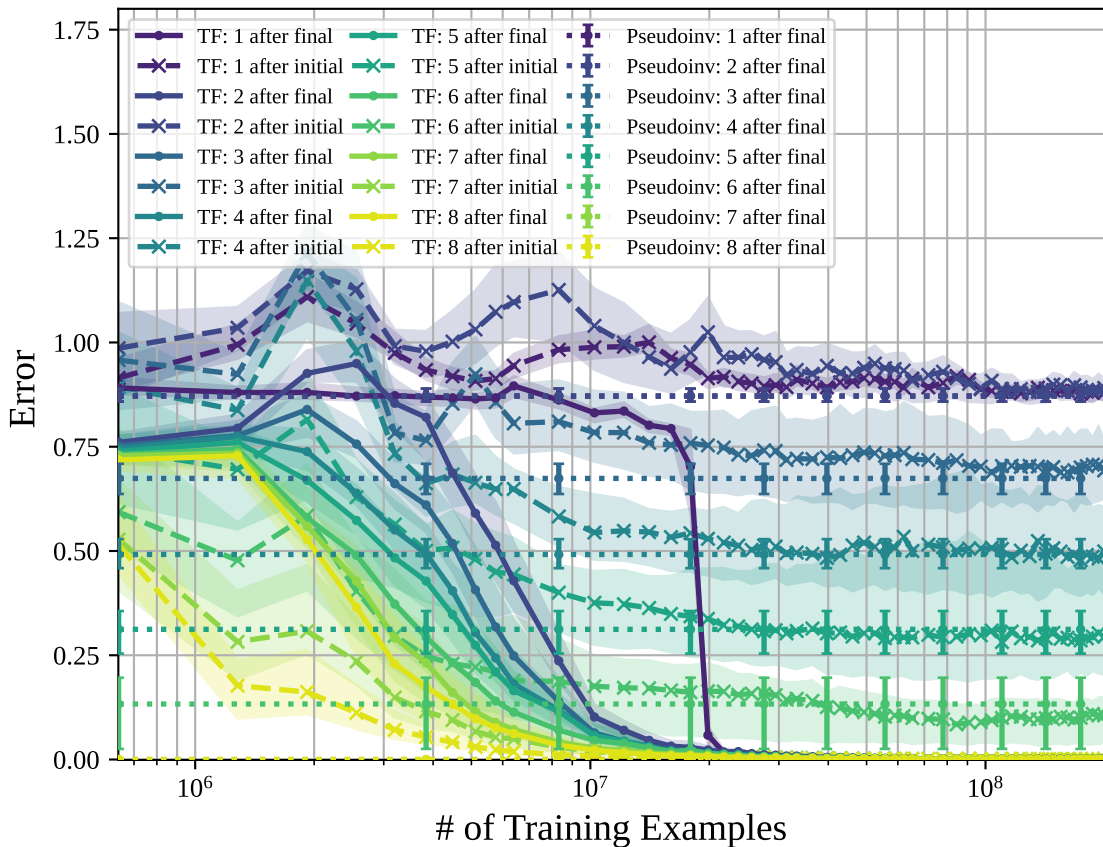 1.75
1.50
1.25
1.00
0.75
0.50
0.25
0.00
Error
TF: 1 after final
TF: 1 after initial
TF: 2 after final
TF: 2 after initial
TF: 3 after final
TF: 3 after initial
TF: 4 after final
TF: 4 after initial
TF: 5 after final
TF: 5 after initial
TF: 6 after final
TF: 6 after initial
TF: 7 after final
TF: 7 after initial
TF: 8 after final
TF: 8 after initial
Pseudoinv: 1 after final
Pseudoinv: 2 after final
Pseudoinv: 3 after final
Pseudoinv: 4 after final
Pseudoinv: 5 after final
Pseudoinv: 6 after final
Pseudoinv: 7 after final
Pseudoinv: 8 after final
10⁶
10⁷
10⁸
# of Training Examples